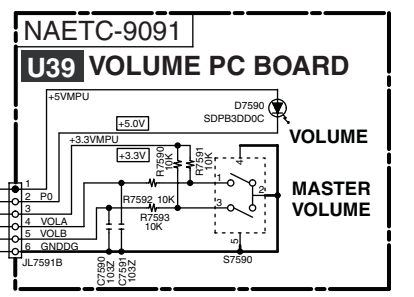 NAETC-9091
U39 VOLUME PC BOARD
+5VMPU
D7590
SDPB3DD0C
+5.0V
VOLUME
+3.3VMPU
+3.3V
R7590
10K
R7591
10K
4
1
2
3
5
MASTER
VOLUME
1
2 P0
3
4 VOLA
5 VOLB
6 GNDDG
R7592 10K
R7593
10K
C7590
103Z
C7591
103Z
JL7591B
S7590